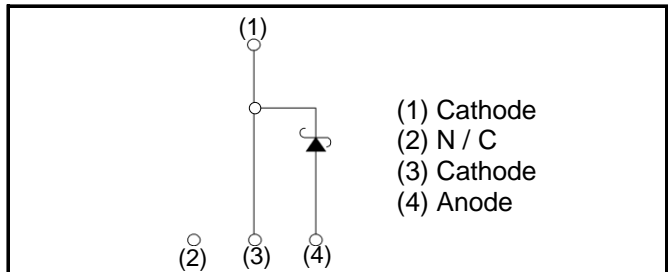 (1)
(1) Cathode
(2) N / C
(3) Cathode
(4) Anode
(2) (3) (4)